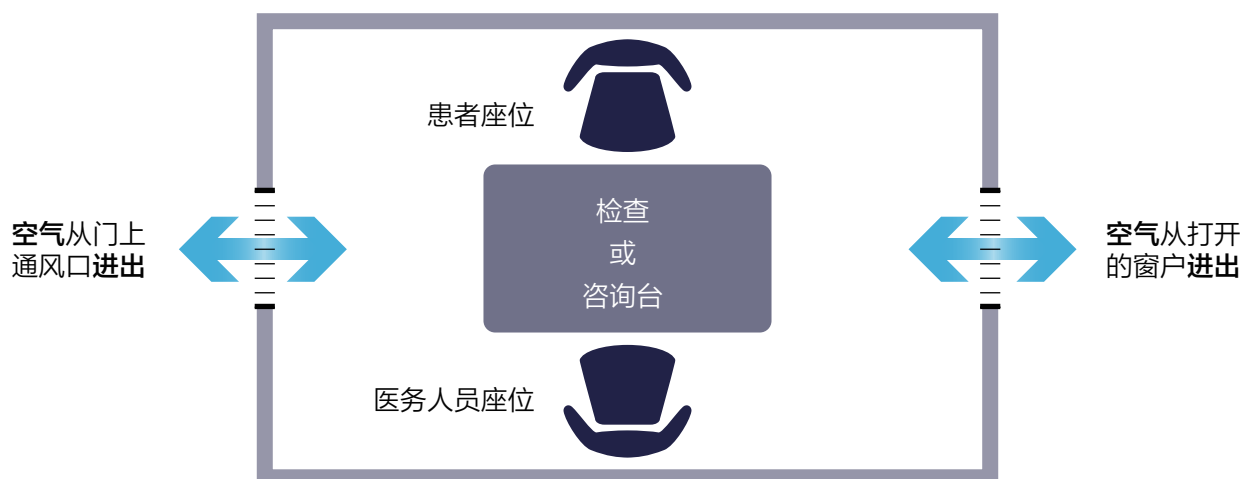 患者座位
检查
或
咨询台
空气从门上
通风口进出
空气从打开
的窗户进出
医务人员座位